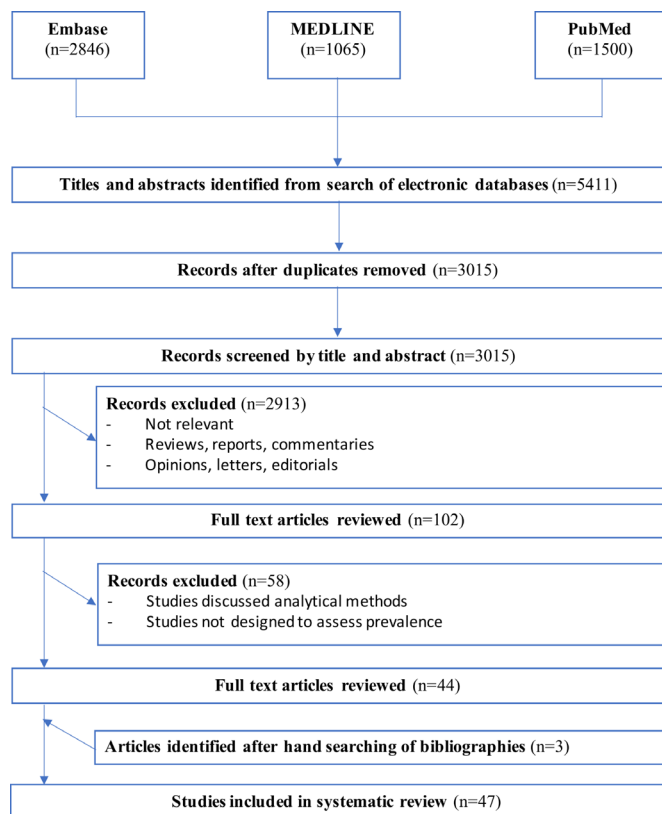 Embase
(n=2846)
MEDLINE
(n=1065)
PubMed
(n=1500)
Titles and abstracts identified from search of electronic databases (n=5411)
Records after duplicates removed (n=3015)
Records screened by title and abstract (n=3015)
Records excluded (n=2913)
- Not relevant
- Reviews, reports, commentaries
- Opinions, letters, editorials
Full text articles reviewed (n=102)
Records excluded (n=58)
- Studies discussed analytical methods
- Studies not designed to assess prevalence
Full text articles reviewed (n=44)
Articles identified after hand searching of bibliographies (n=3)
Studies included in systematic review (n=47)